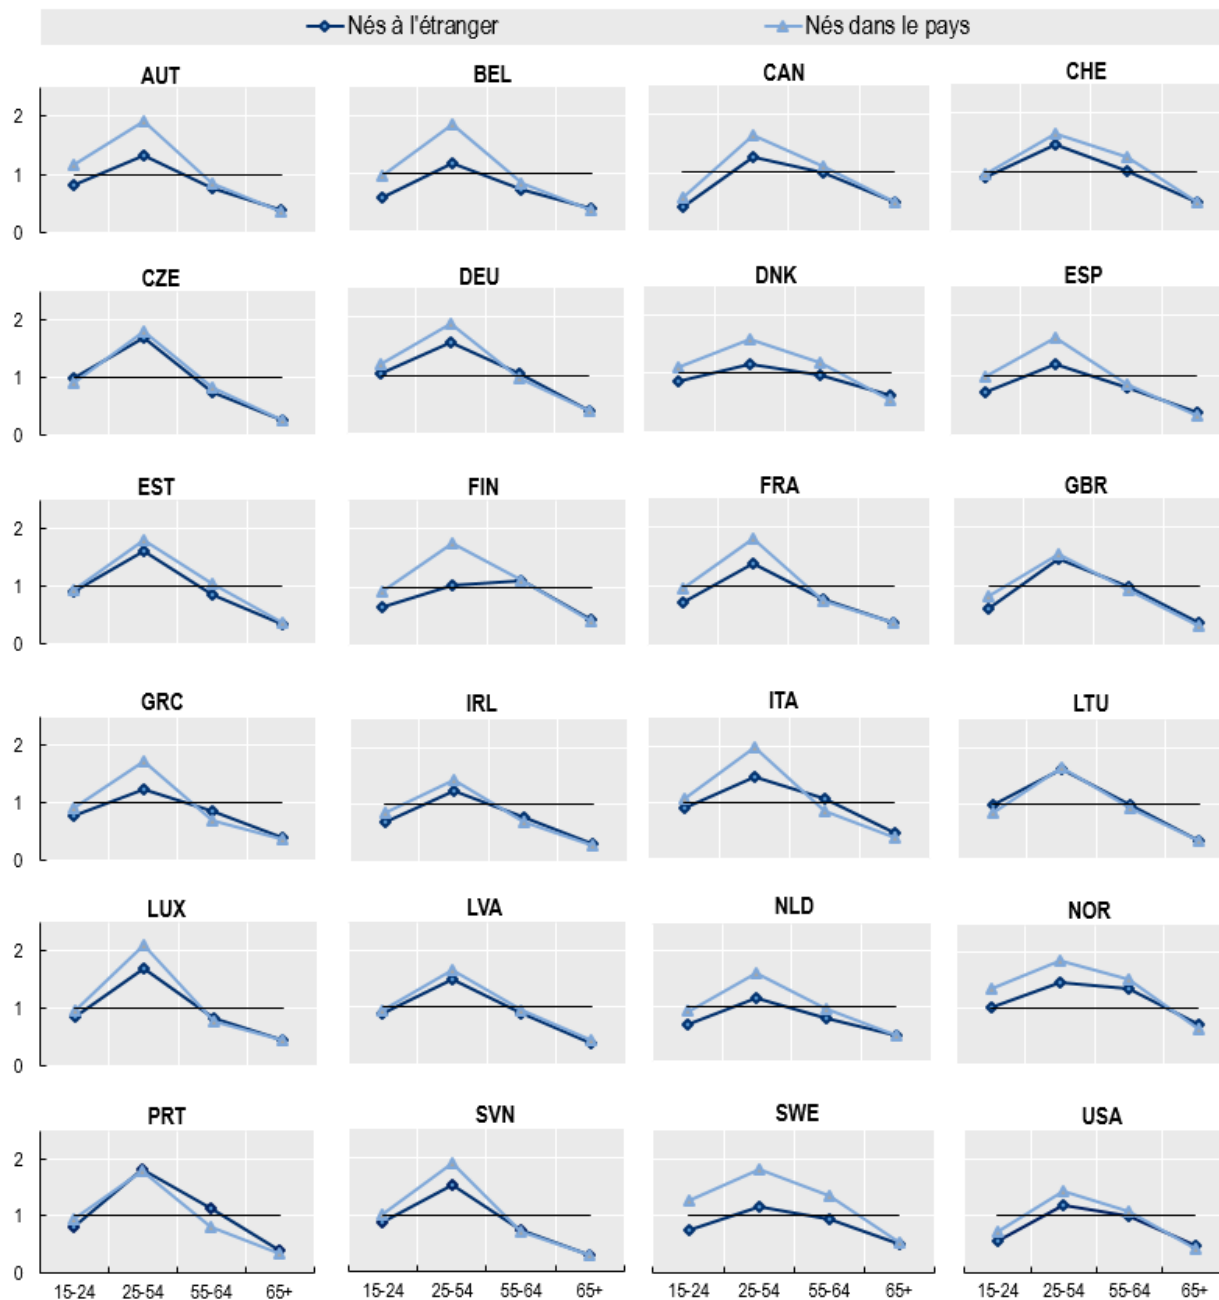 Nés à l'étranger Nés dans le pays
AUT BEL CAN CHE
2
1
0
CZE DEU DNK ESP
2
1
0
EST FIN FRA GBR
2
1
0
GRC IRL ITA LTU
2
1
0
LUX LVA NLD NOR
2
1
0
PRT SVN SWE USA
2
1
0
15-24 25-54 55-64 65+ 15-24 25-54 55-64 65+ 15-24 25-54 55-64 65+ 15-24 25-54 55-64 65+